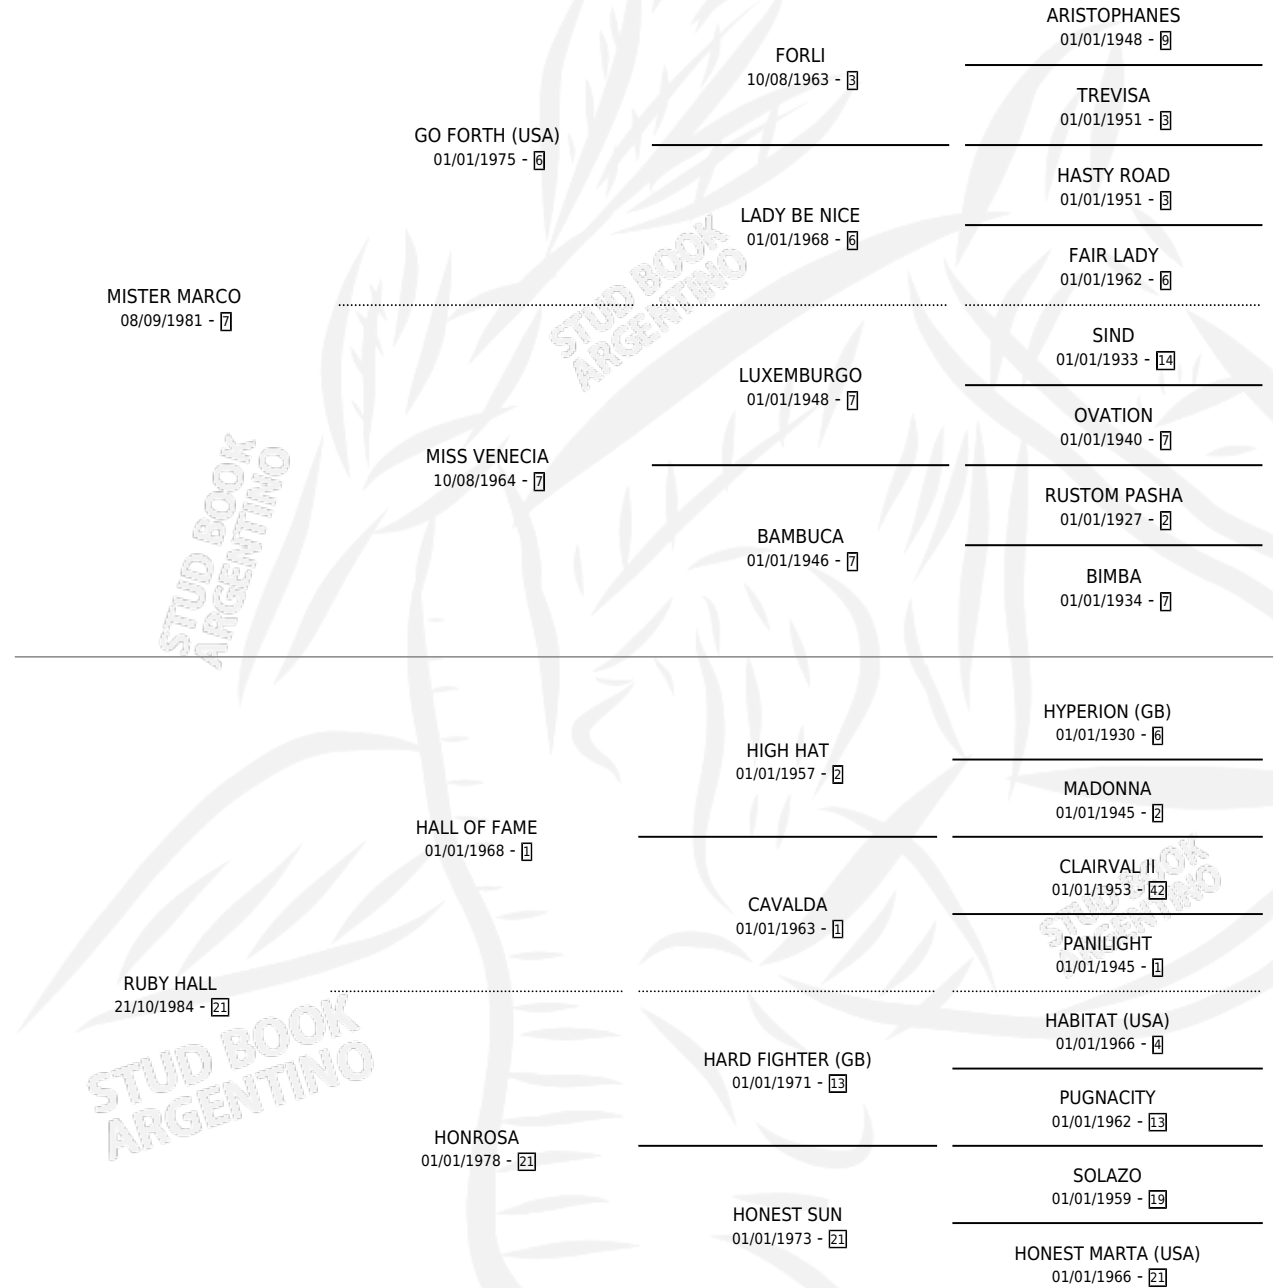 ARISTOPHANES
01/01/1948 - 9
FORLI
10/08/1963 - 3
TREVISA
01/01/1951 - 3
GO FORTH (USA)
01/01/1975 - 6
HASTY ROAD
01/01/1951 - 3
LADY BE NICE
01/01/1968 - 6
FAIR LADY
01/01/1962 - 6
MISTER MARCO
08/09/1981 - 7
STUD BOOK
ARGENTINO
SIND
01/01/1933 - 14
LUXEMBURGO
01/01/1948 - 7
OVATION
01/01/1940 - 7
MISS VENECIA
10/08/1964 - 7
RUSTOM PASHA
01/01/1927 - 2
BAMBUCA
01/01/1946 - 7
BIMBA
01/01/1934 - 7
STUD BOOK
ARGENTINO
HYPERION (GB)
01/01/1930 - 6
HIGH HAT
01/01/1957 - 2
MADONNA
01/01/1945 - 2
HALL OF FAME
01/01/1968 - 1
CLAIRVAL II
01/01/1953 - 42
CAVALDA
01/01/1963 - 1
PANILIGHT
01/01/1945 - 1
STUD BOOK
ARGENTINO
RUBY HALL
21/10/1984 - 21
HABITAT (USA)
01/01/1966 - 4
HARD FIGHTER (GB)
01/01/1971 - 13
PUGNACITY
01/01/1962 - 13
STUD BOOK
ARGENTINO
HONROSA
01/01/1978 - 21
SOLAZO
01/01/1959 - 19
HONEST SUN
01/01/1973 - 21
HONEST MARTA (USA)
01/01/1966 - 21